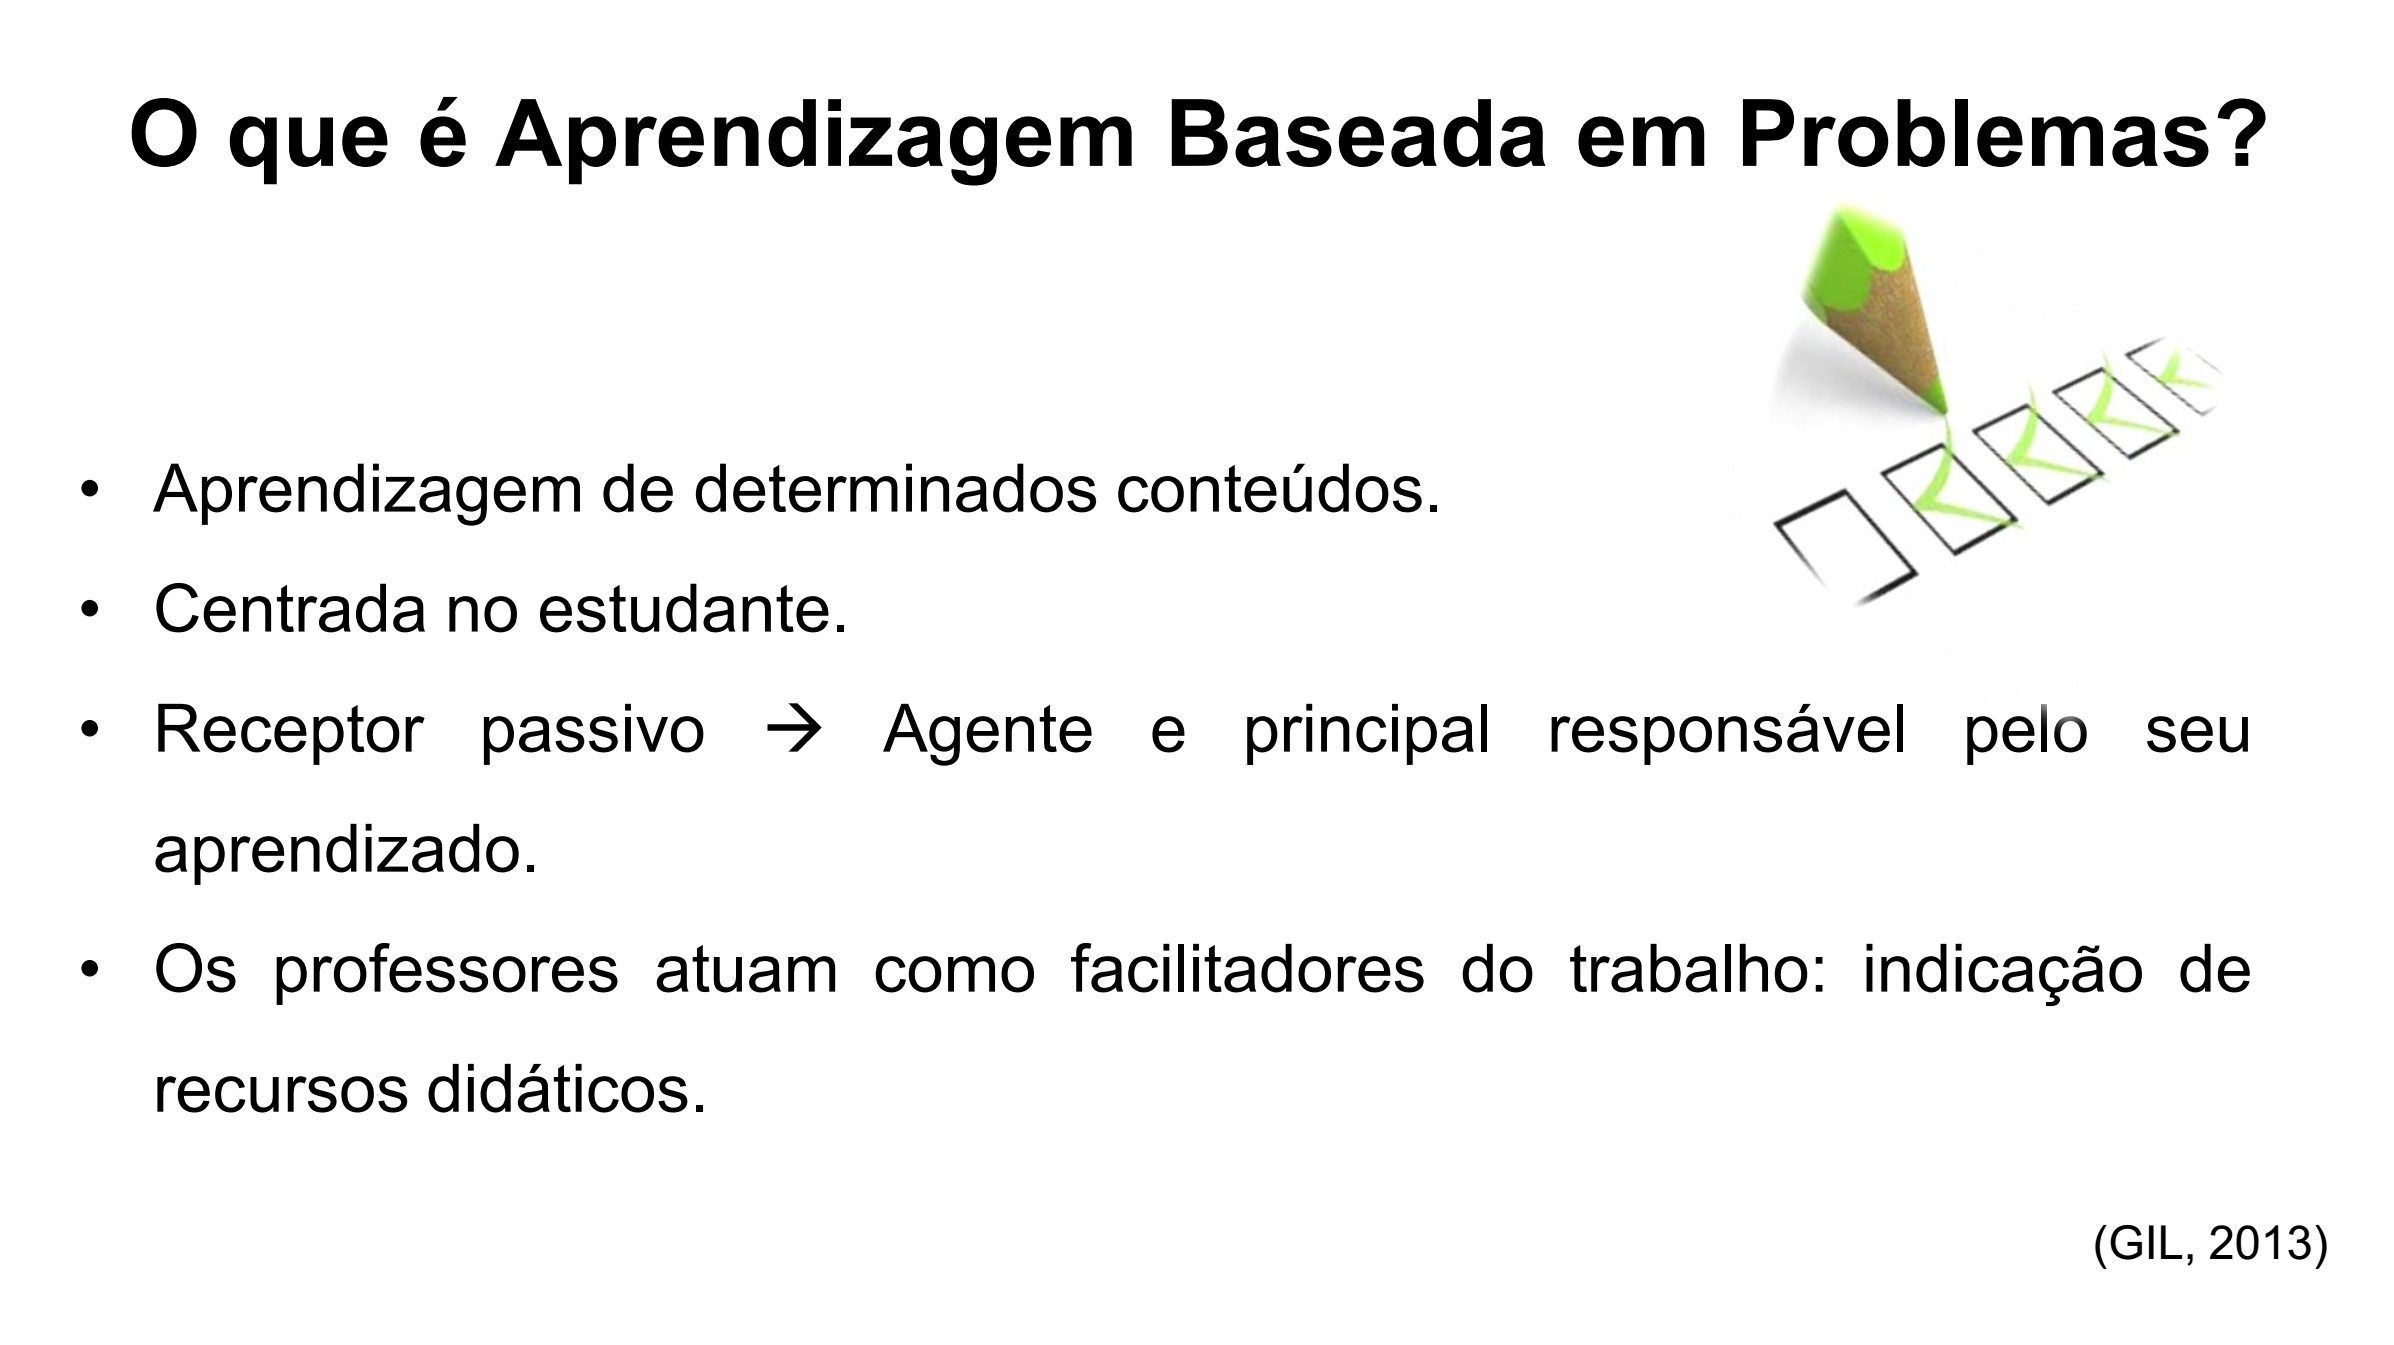 O que é Aprendizagem Baseada em Problemas?
• Aprendizagem de determinados conteúdos.
• Centrada no estudante.
• Receptor passivo → Agente e principal responsável pelo seu
aprendizado.
• Os professores atuam como facilitadores do trabalho: indicação de
recursos didáticos.
(GIL, 2013)